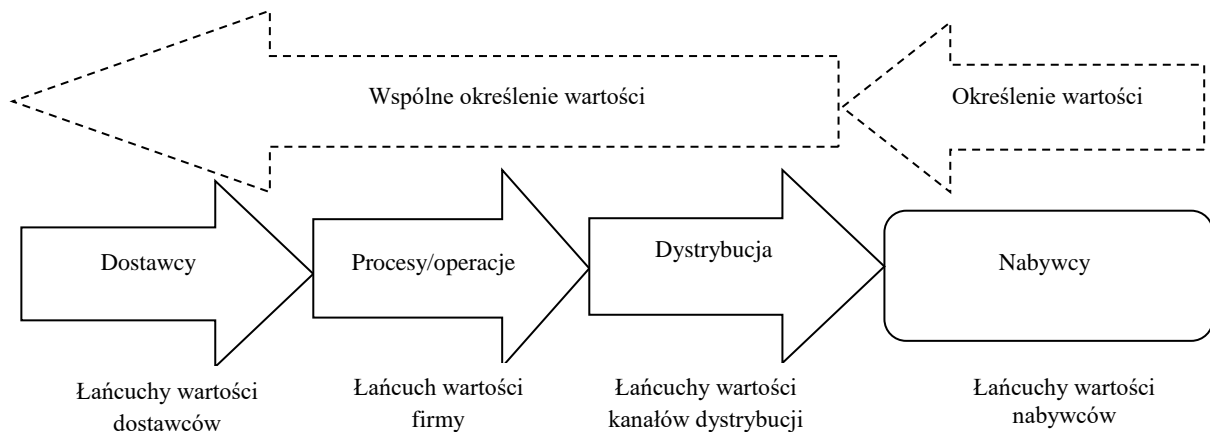 Wspólne określenie wartości
Określenie wartości
Dostawcy
Procesy/operacje
Dystrybucja
Nabywcy
Łańcuchy wartości
dostawców
Łańcuch wartości
firmy
Łańcuchy wartości
kanałów dystrybucji
Łańcuchy wartości
nabywców